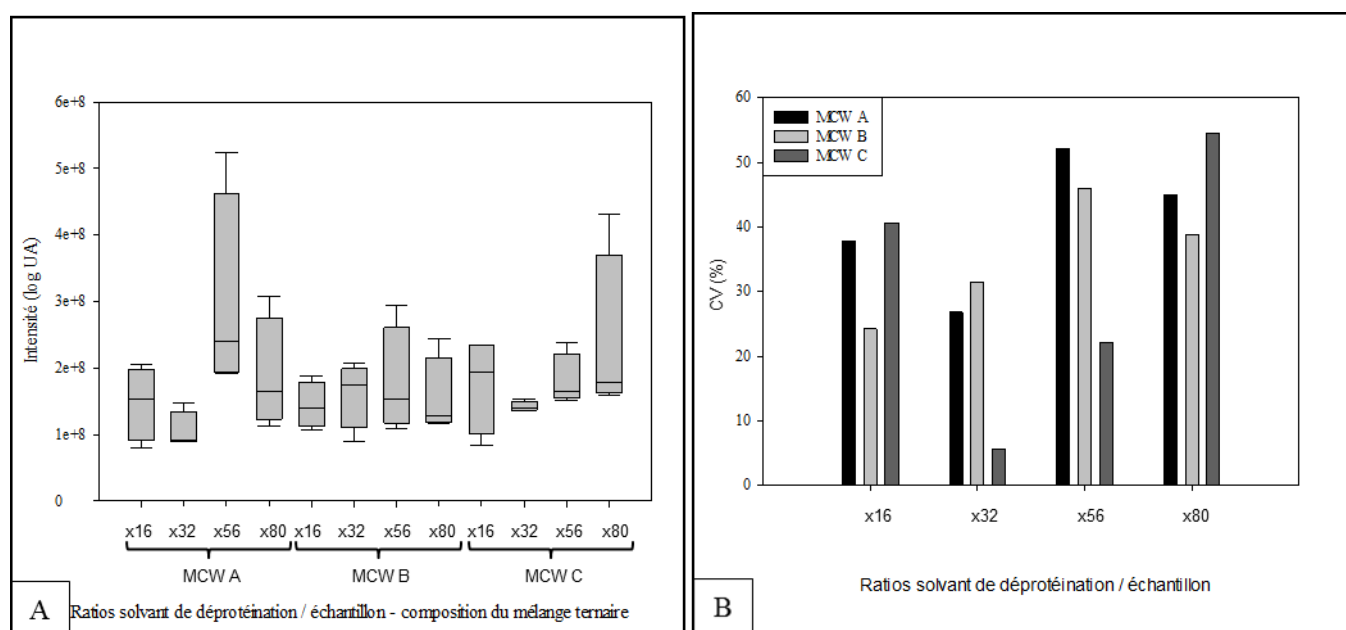 6e+8
5e+8
4e+8
3e+8
2e+8
1e+8
0
Intensité (log UA)
x16 x32 x56 x80 x16 x32 x56 x80 x16 x32 x56 x80
MCW A MCW B MCW C
A
Ratios solvant de déprotéination / échantillon - composition du mélange ternaire
60
50
40
30
20
10
0
CV (%)
MCW A
MCW B
MCW C
x16 x32 x56 x80
B
Ratios solvant de déprotéination / échantillon